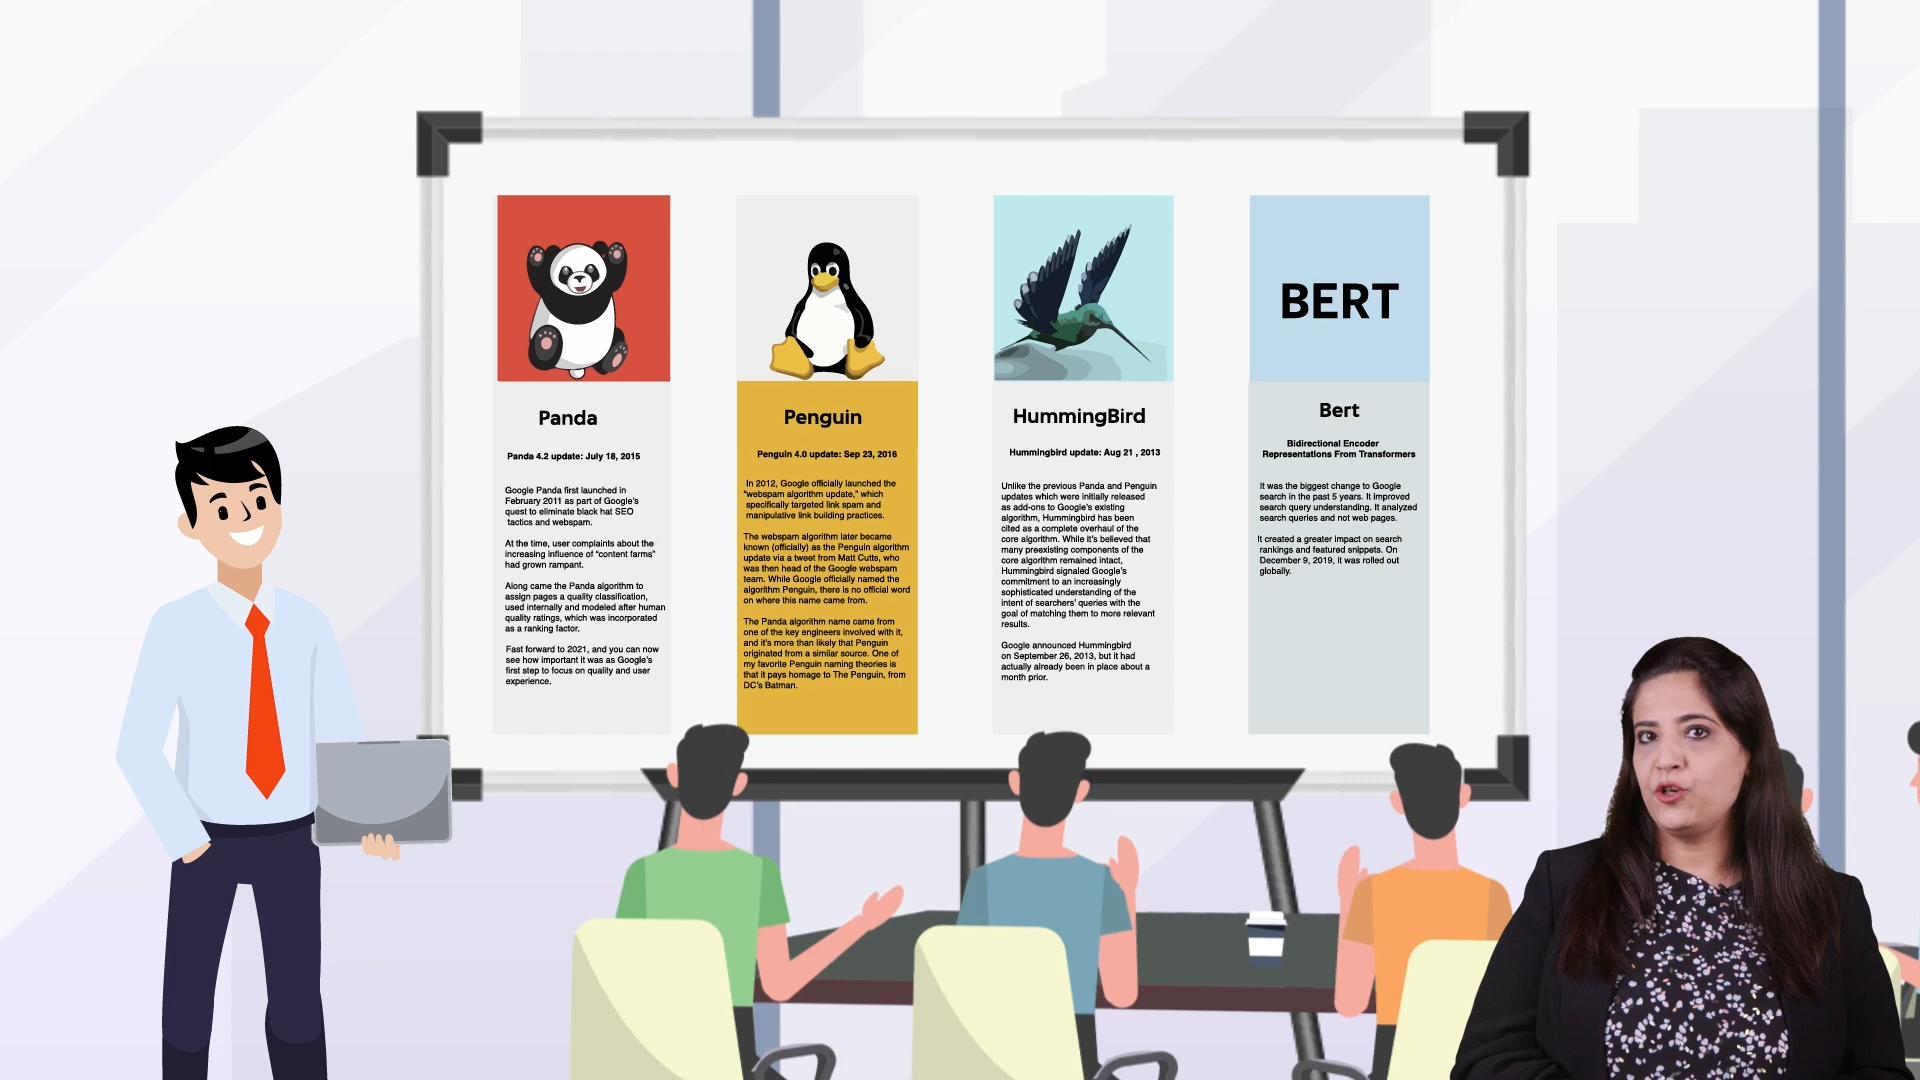 Panda
Panda 4.2 update: July 18, 2015
Google Panda first launched in
February 2011 as part of Google's
quest to eliminate black hat SEO
tactics and webspam.
At the time, user complaints about the
increasing influence of “content farms”
had grown rampant.
Along came the Panda algorithm to
assign pages a quality classification,
used internally and modeled after human
quality ratings, which was incorporated
as a ranking factor.
Fast forward to 2021, and you can now
see how important it was as Google's
first step to focus on quality and user
experience.
Penguin
Penguin 4.0 update: Sep 23, 2016
In 2012, Google officially launched the
“webspam algorithm update,” which
specifically targeted link spam and
manipulative link building practices.
The webspam algorithm later became
known (officially) as the Penguin algorithm
update via a tweet from Matt Cutts, who
was then head of the Google webspam
team. While Google officially named the
algorithm Penguin, there is no official word
on where this name came from.
The Panda algorithm name came from
one of the key engineers involved with it,
and it's more than likely that Penguin
originated from a similar source. One of
my favorite Penguin naming theories is
that it pays homage to The Penguin, from
DC's Batman.
HummingBird
Hummingbird update: Aug 21 , 2013
Unlike the previous Panda and Penguin
updates which were initially released
as add-ons to Google's existing
algorithm, Hummingbird has been
cited as a complete overhaul of the
core algorithm. While it's believed that
many preexisting components of the
core algorithm remained intact,
Hummingbird signaled Google's
commitment to an increasingly
sophisticated understanding of the
intent of searchers' queries with the
goal of matching them to more relevant
results.
Google announced Hummingbird
on September 26, 2013, but it had
actually already been in place about a
month prior.
BERT
Bert
Bidirectional Encoder
Representations From Transformers
It was the biggest change to Google
search in the past 5 years. It improved
search query understanding. It analyzed
search queries and not web pages.
It created a greater impact on search
rankings and featured snippets. On
December 9, 2019, it was rolled out
globally.